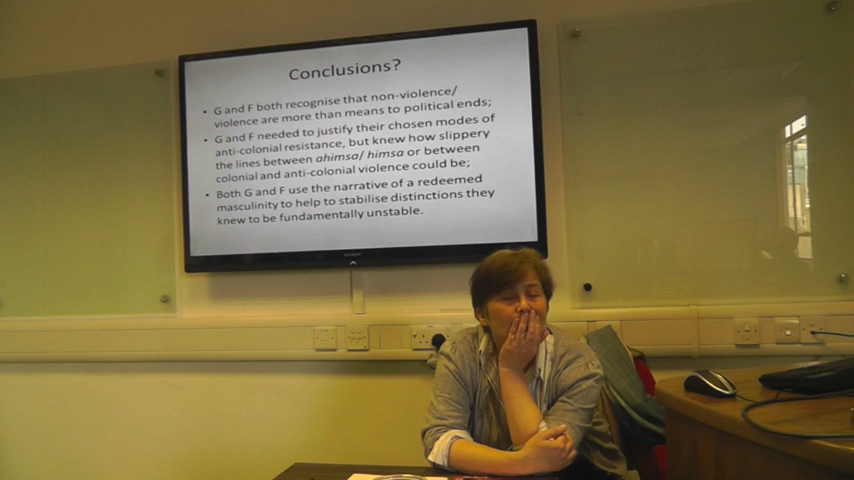 Conclusions?
• G and F both recognise that non-violence/
violence are more than means to political ends;
• G and F needed to justify their chosen modes of
anti-colonial resistance, but knew how slippery
the lines between ahimsa/ himsa or between
colonial and anti-colonial violence could be;
• Both G and F use the narrative of a redeemed
masculinity to help to stabilise distinctions they
knew to be fundamentally unstable.